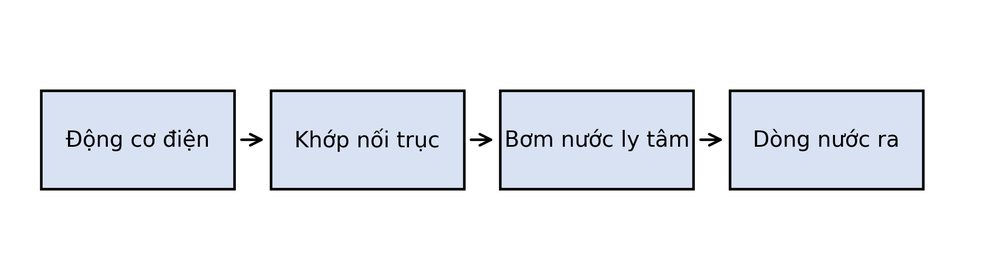 Động cơ điện
Khớp nối trục
Bơm nước ly tâm
Dòng nước ra